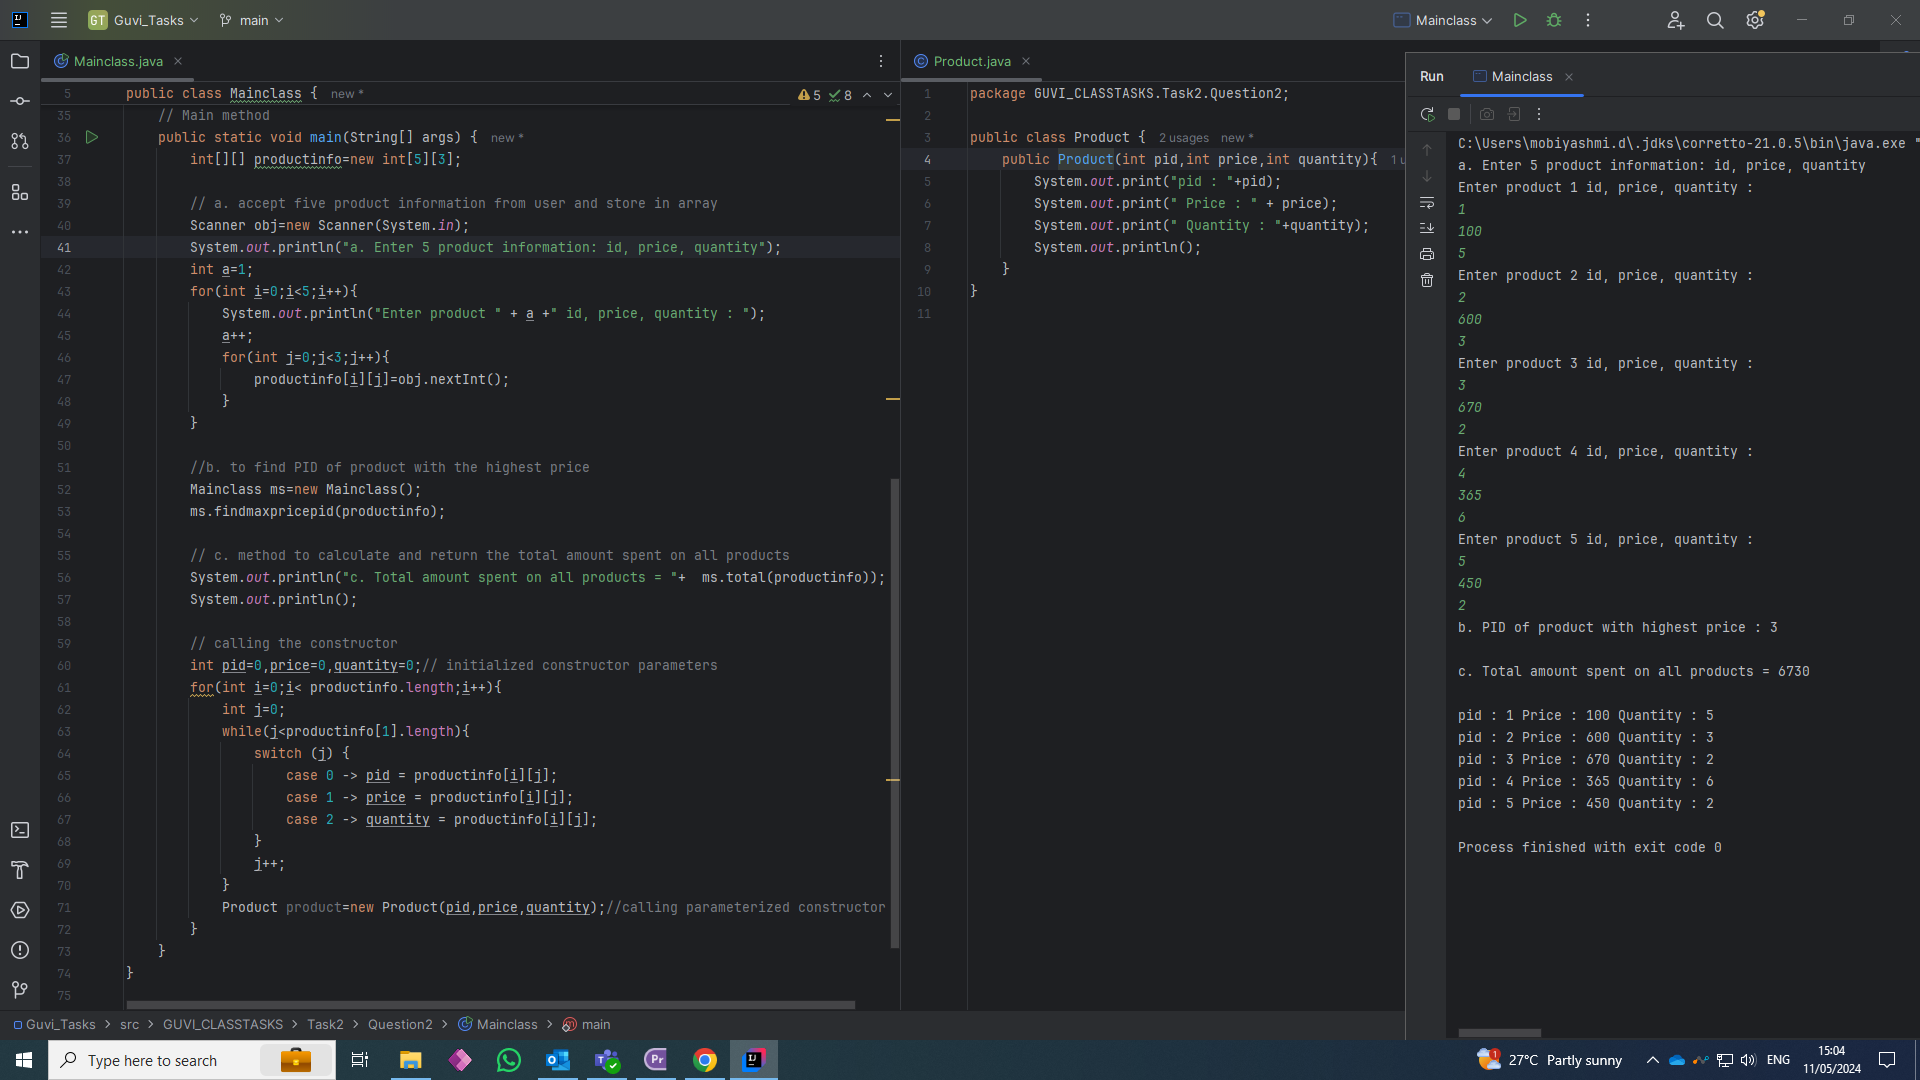 GT Guvi_Tasks main Mainclass
Mainclass.java
5 public class Mainclass { new *
5 8
35 // Main method
36 public static void main(String[] args) { new *
37 int[][] productinfo=new int[5][3];
38
39 // a. accept five product information from user and store in array
40 Scanner obj=new Scanner(System.in);
41 System.out.println("a. Enter 5 product information: id, price, quantity");
42 int a=1;
43 for(int i=0;i<5;i++){
44 System.out.println("Enter product " + a +" id, price, quantity : ");
45 a++;
46 for(int j=0;j<3;j++){
47 productinfo[i][j]=obj.nextInt();
48 }
49 }
50
51 //b. to find PID of product with the highest price
52 Mainclass ms=new Mainclass();
53 ms.findmaxpricepid(productinfo);
54
55 // c. method to calculate and return the total amount spent on all products
56 System.out.println("c. Total amount spent on all products = "+  ms.total(productinfo));
57 System.out.println();
58
59 // calling the constructor
60 int pid=0,price=0,quantity=0;// initialized constructor parameters
61 for(int i=0;i< productinfo.length;i++){
62 int j=0;
63 while(j<productinfo[1].length){
64 switch (j) {
65 case 0 -> pid = productinfo[i][j];
66 case 1 -> price = productinfo[i][j];
67 case 2 -> quantity = productinfo[i][j];
68 }
69 j++;
70 }
71 Product product=new Product(pid,price,quantity);//calling parameterized constructor
72 }
73 }
74 }
75
Product.java
1 package GUVI_CLASSTASKS.Task2.Question2;
2
3 public class Product { 2 usages new *
4 public Product(int pid,int price,int quantity){ 1 u
5 System.out.print("pid : "+pid);
6 System.out.print(" Price : " + price);
7 System.out.print(" Quantity : "+quantity);
8 System.out.println();
9 }
10 }
11
Run Mainclass
C:\Users\mobiyashmi.d\.jdks\corretto-21.0.5\bin\java.exe "
a. Enter 5 product information: id, price, quantity
Enter product 1 id, price, quantity :
1
100
5
Enter product 2 id, price, quantity :
2
600
3
Enter product 3 id, price, quantity :
3
670
2
Enter product 4 id, price, quantity :
4
365
6
Enter product 5 id, price, quantity :
5
450
2
b. PID of product with highest price : 3
c. Total amount spent on all products = 6730
pid : 1 Price : 100 Quantity : 5
pid : 2 Price : 600 Quantity : 3
pid : 3 Price : 670 Quantity : 2
pid : 4 Price : 365 Quantity : 6
pid : 5 Price : 450 Quantity : 2
Process finished with exit code 0
Guvi_Tasks > src > GUVI_CLASSTASKS > Task2 > Question2 > Mainclass > main
Type here to search
Pr
1
27°C Partly sunny
ENG
15:04
11/05/2024